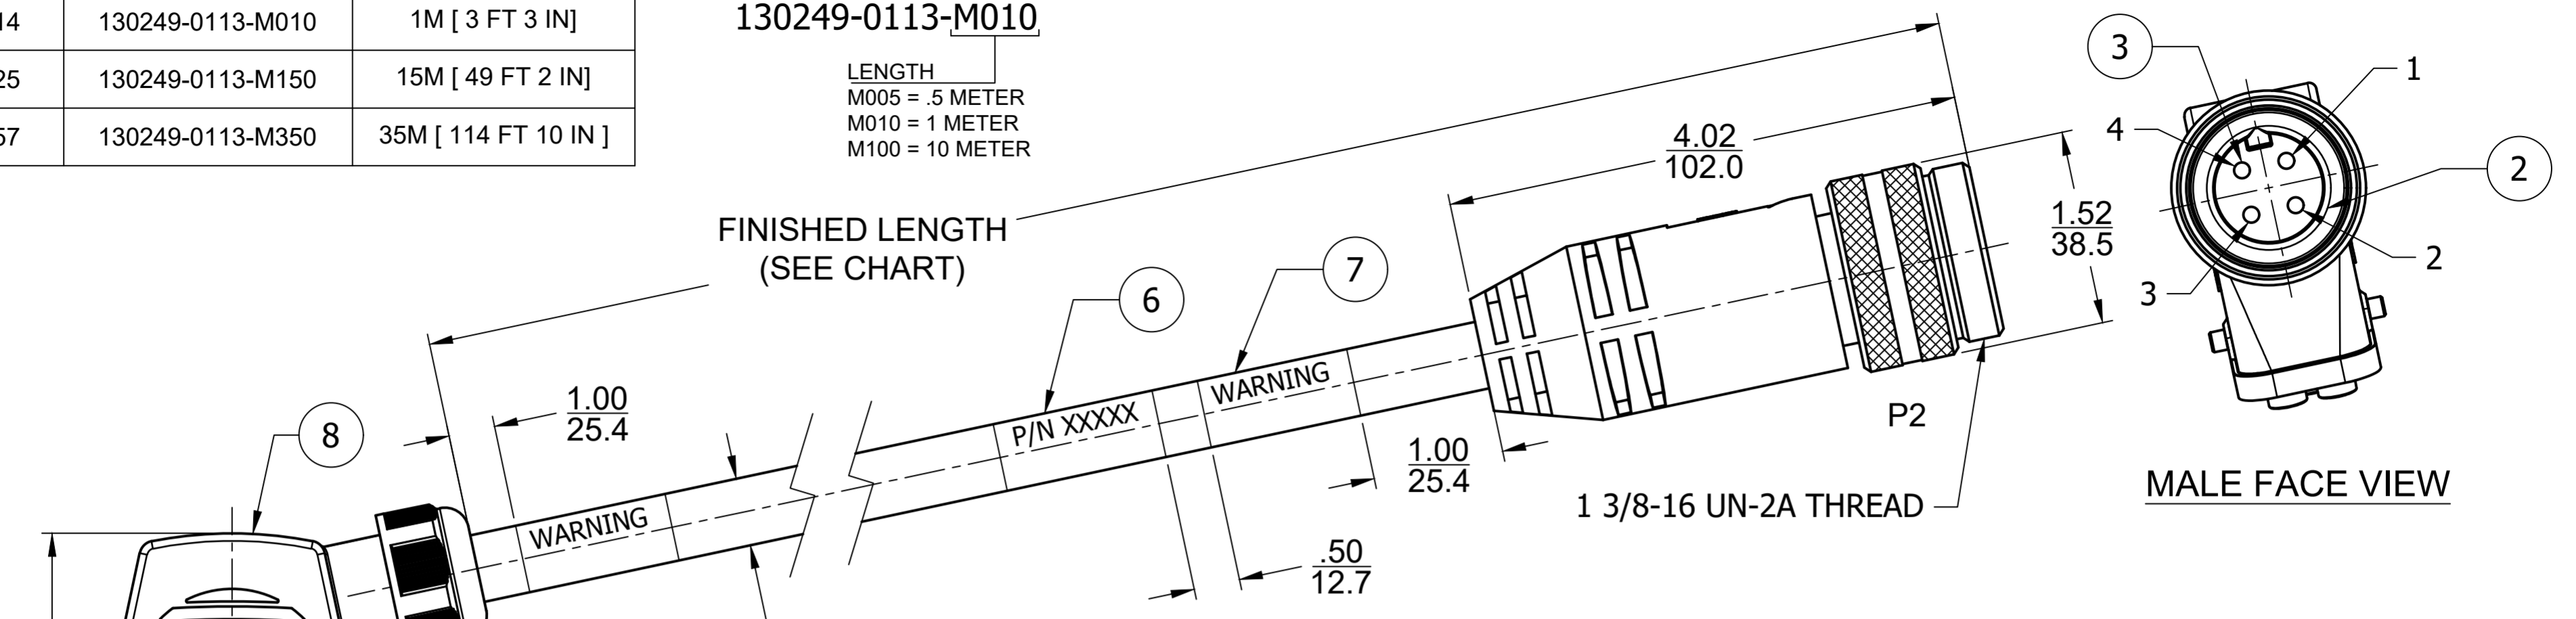 14 130249-0113-M010 1M [ 3 FT 3 IN]
25 130249-0113-M150 15M [ 49 FT 2 IN]
57 130249-0113-M350 35M [ 114 FT 10 IN ]
130249-0113-M010
LENGTH
M005 = .5 METER
M010 = 1 METER
M100 = 10 METER
FINISHED LENGTH
(SEE CHART)
4.02
102.0
1.52
38.5
3
1
4
2
2
3
7
6
8
1.00
25.4
WARNING
P/N XXXXX
WARNING
1.00
25.4
.50
12.7
P2
1 3/8-16 UN-2A THREAD
MALE FACE VIEW